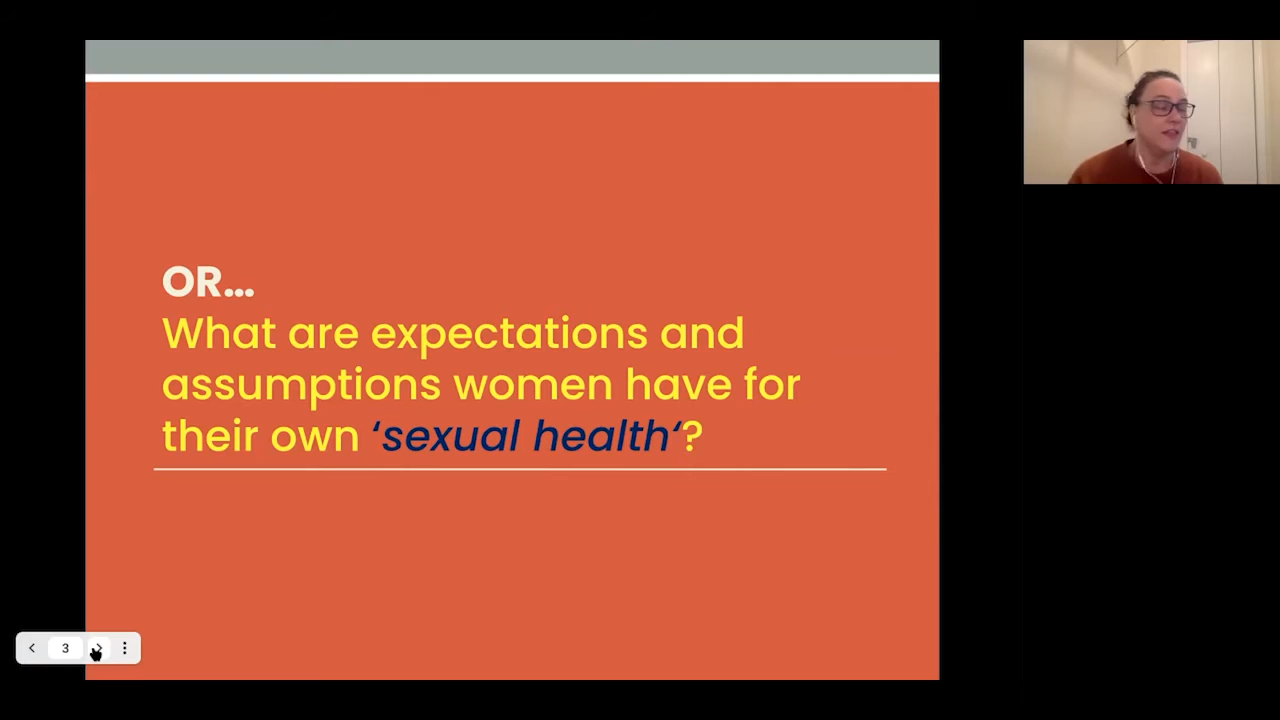 OR...
What are expectations and
assumptions women have for
their own ‘sexual health‘?
3